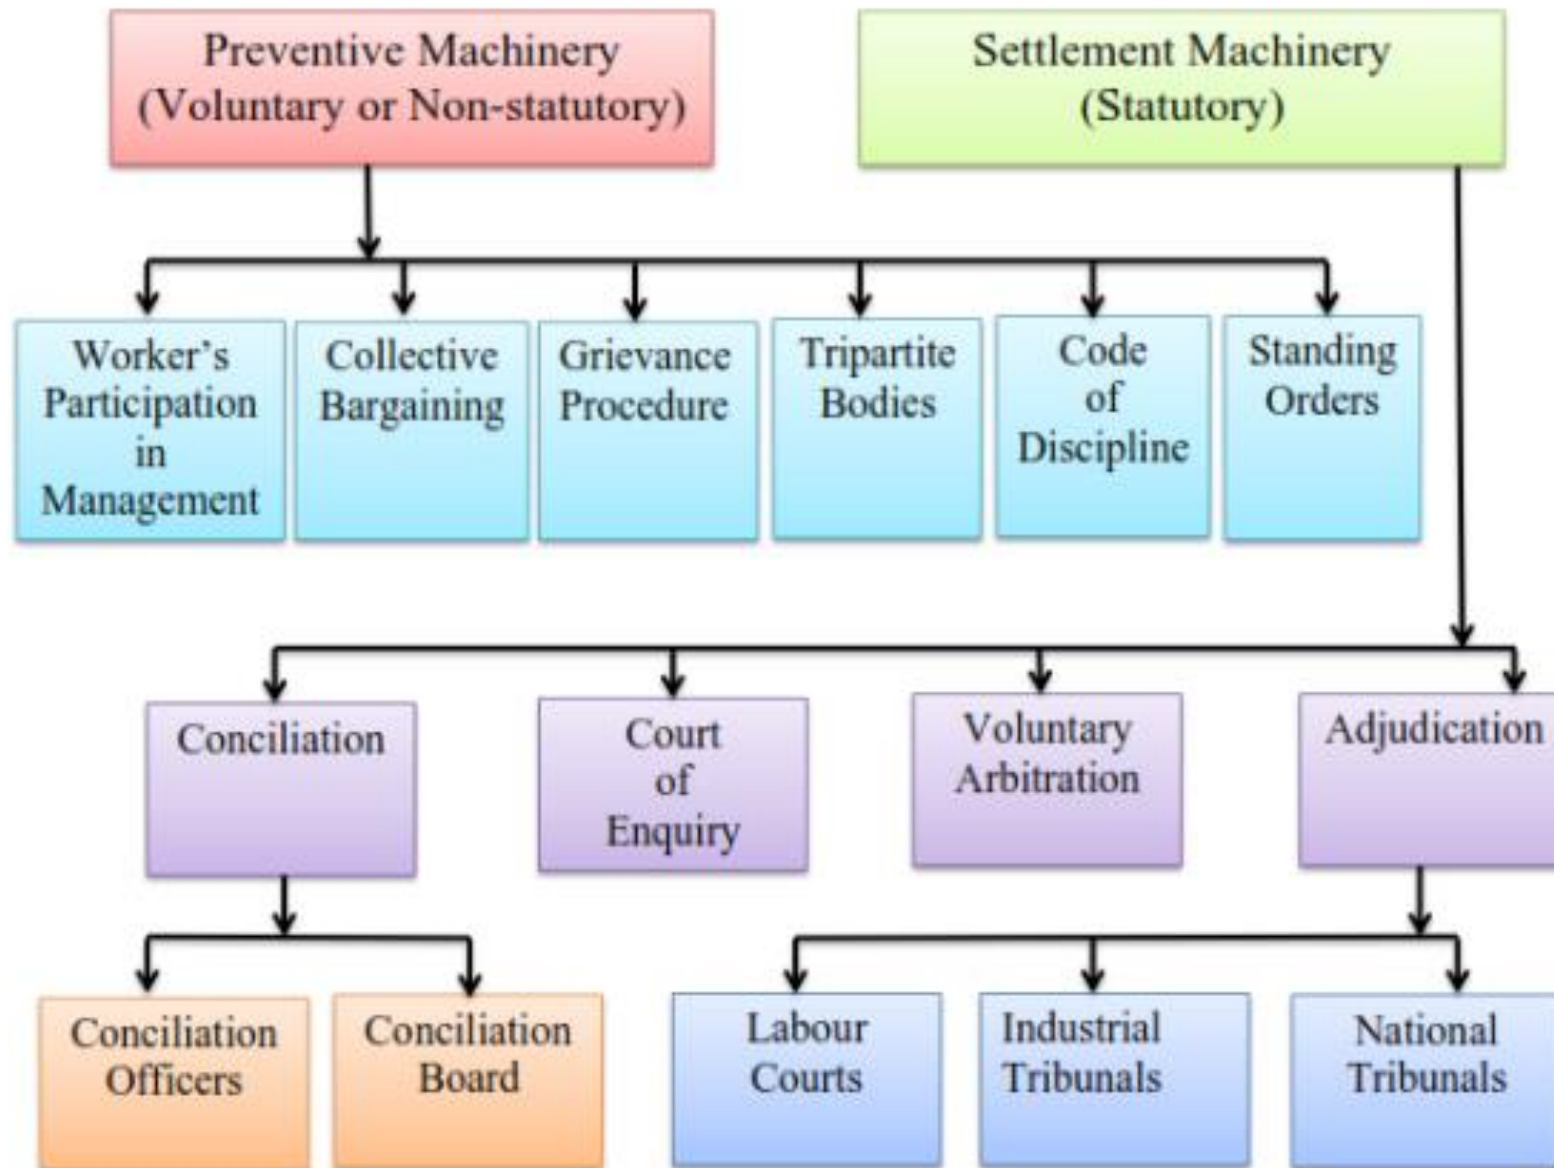 Preventive Machinery
(Voluntary or Non-statutory)
Settlement Machinery
(Statutory)
Worker's
Participation
in
Management
Collective
Bargaining
Grievance
Procedure
Tripartite
Bodies
Code
of
Discipline
Standing
Orders
Conciliation
Court
of
Enquiry
Voluntary
Arbitration
Adjudication
Conciliation
Officers
Conciliation
Board
Labour
Courts
Industrial
Tribunals
National
Tribunals